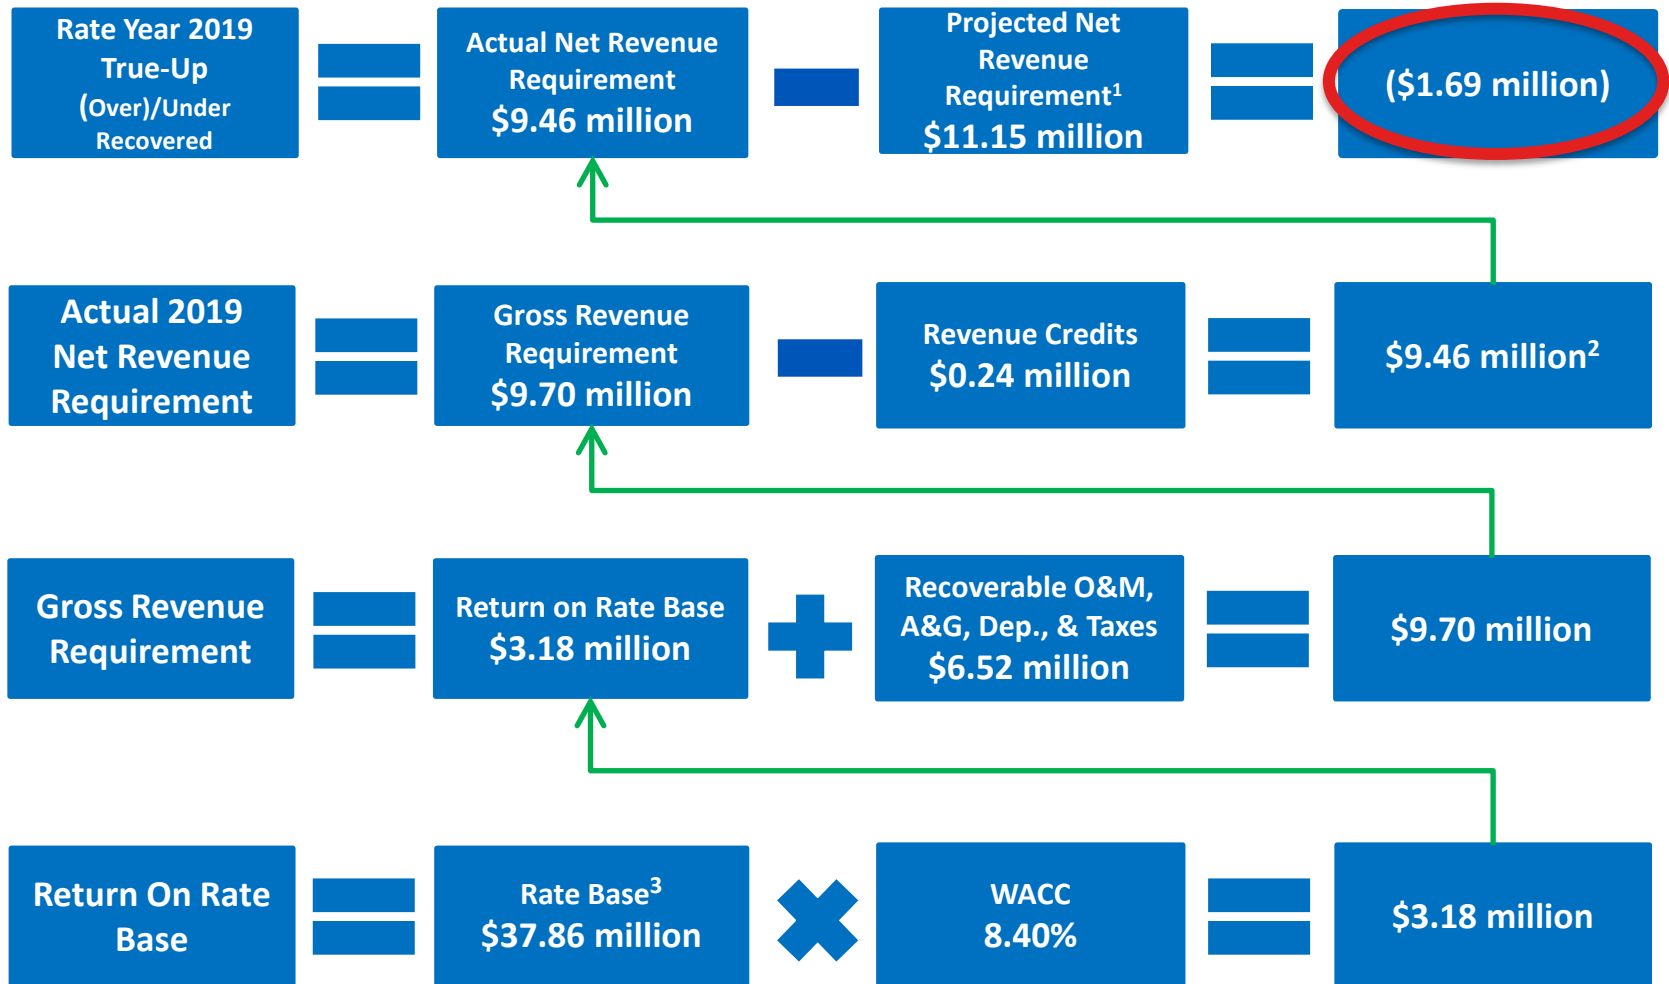 Rate Year 2019
True-Up
(Over)/Under
Recovered
Actual Net Revenue
Requirement
$9.46 million
Projected Net
Revenue
Requirement¹
$11.15 million
($1.69 million)
Actual 2019
Net Revenue
Requirement
Gross Revenue
Requirement
$9.70 million
Revenue Credits
$0.24 million
$9.46 million²
Gross Revenue
Requirement
Return on Rate Base
$3.18 million
Recoverable O&M,
A&G, Dep., & Taxes
$6.52 million
$9.70 million
Return On Rate
Base
Rate Base³
$37.86 million
WACC
8.40%
$3.18 million